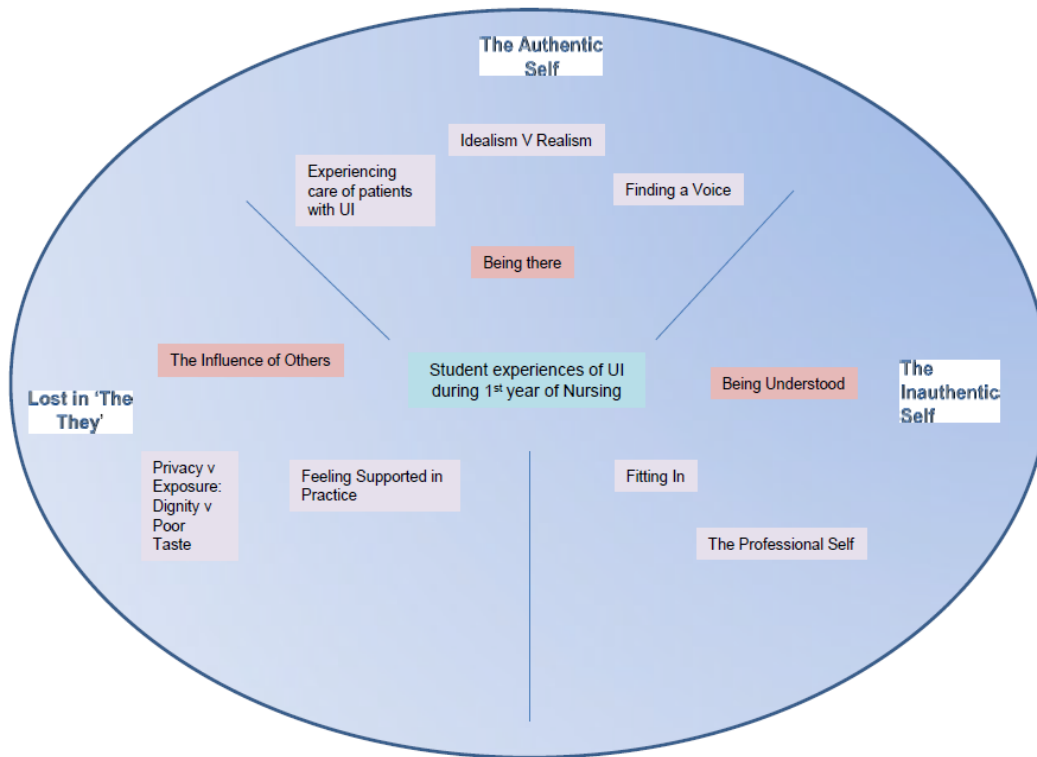 The Authentic
Self
Idealism V Realism
Experiencing
care of patients
with UI
Finding a Voice
Being there
The Influence of Others
Student experiences of UI
during 1st year of Nursing
Being Understood
The
Inauthentic
Self
Lost in ‘The
They’
Privacy v
Exposure:
Dignity v
Poor
Taste
Feeling Supported in
Practice
Fitting In
The Professional Self